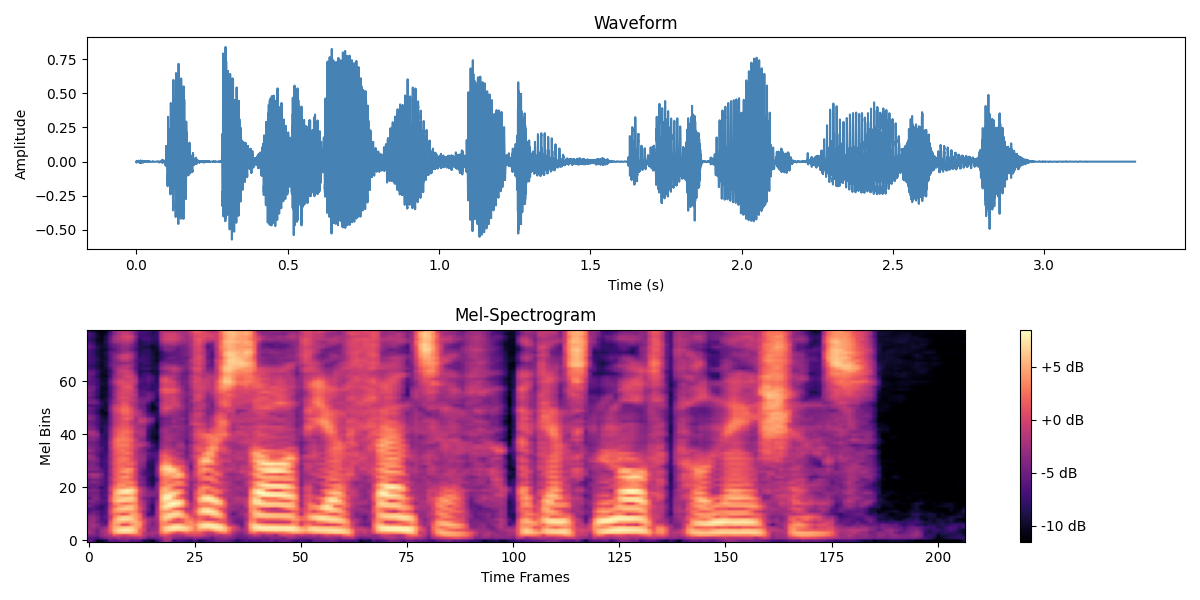 Waveform
0.75
0.50
0.25
0.00
−0.25
−0.50
Amplitude
0.0 0.5 1.0 1.5 2.0 2.5 3.0
Time (s)
Mel-Spectrogram
60
40
20
0
Mel Bins
0 25 50 75 100 125 150 175 200
Time Frames
+5 dB
+0 dB
-5 dB
-10 dB